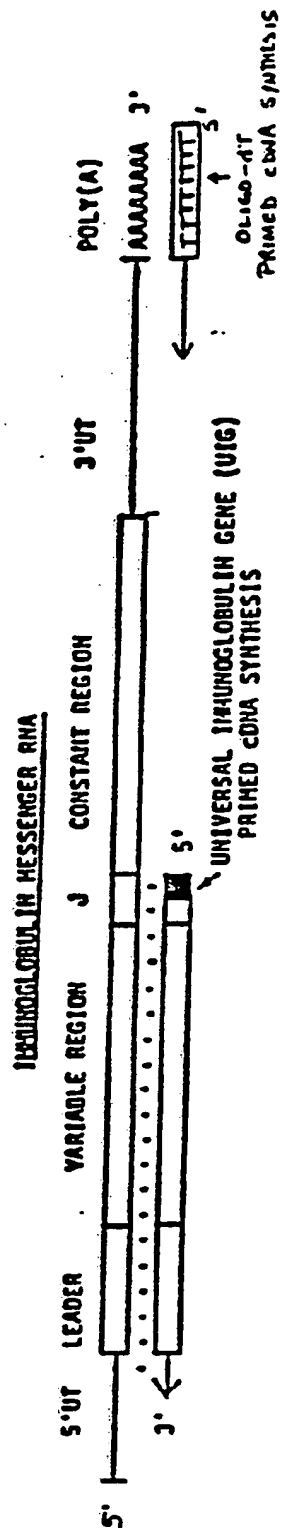 IMMUNOGLOBULIN MESSENGER RNA
5'UT LEADER VARIABLE REGION J CONSTANT REGION 3'UT POLY(A)
5' AAAAAAAAA 3'
TTTTTTT
3' 5' 5'
UNIVERSAL IMMUNOGLOBULIN GENE (UIG)
PRIMED cDNA SYNTHESIS
OLIGO-dT
PRIMED cDNA SYNTHESIS